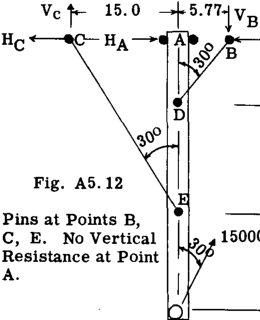 V_C 15.0 5.77 V_B
H_C C H_A A B
30°
D
30°
E
Fig. A5.12
Pins at Points B,
C, E. No Vertical
Resistance at Point
A.
30°
15000